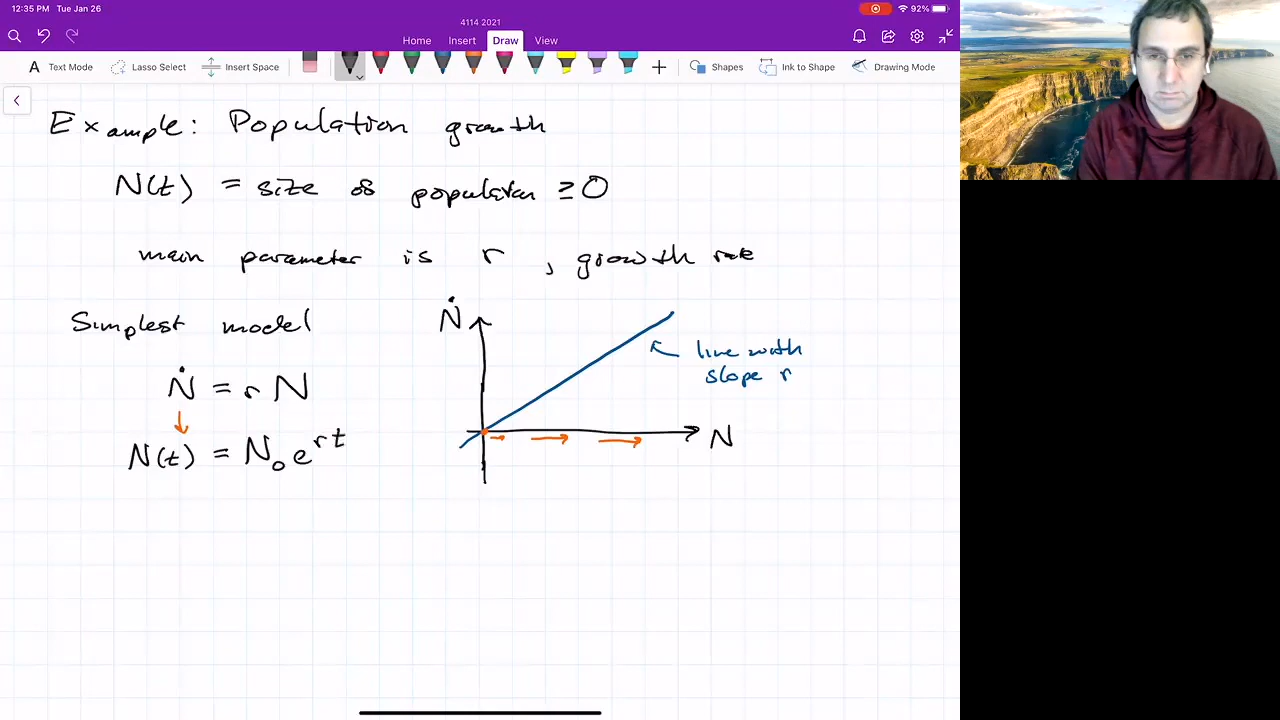 12:35 PM Tue Jan 26
92%
4114 2021
Home Insert Draw View
Text Mode Lasso Select Insert Space Shapes Ink to Shape Drawing Mode
Example: Population growth
N(t) = size of population ≥ 0
main parameter is r, growth rate
Simplest model
Ṅ = r N
N(t) = N₀ e^{rt}
Ṅ
line with
slope r
N